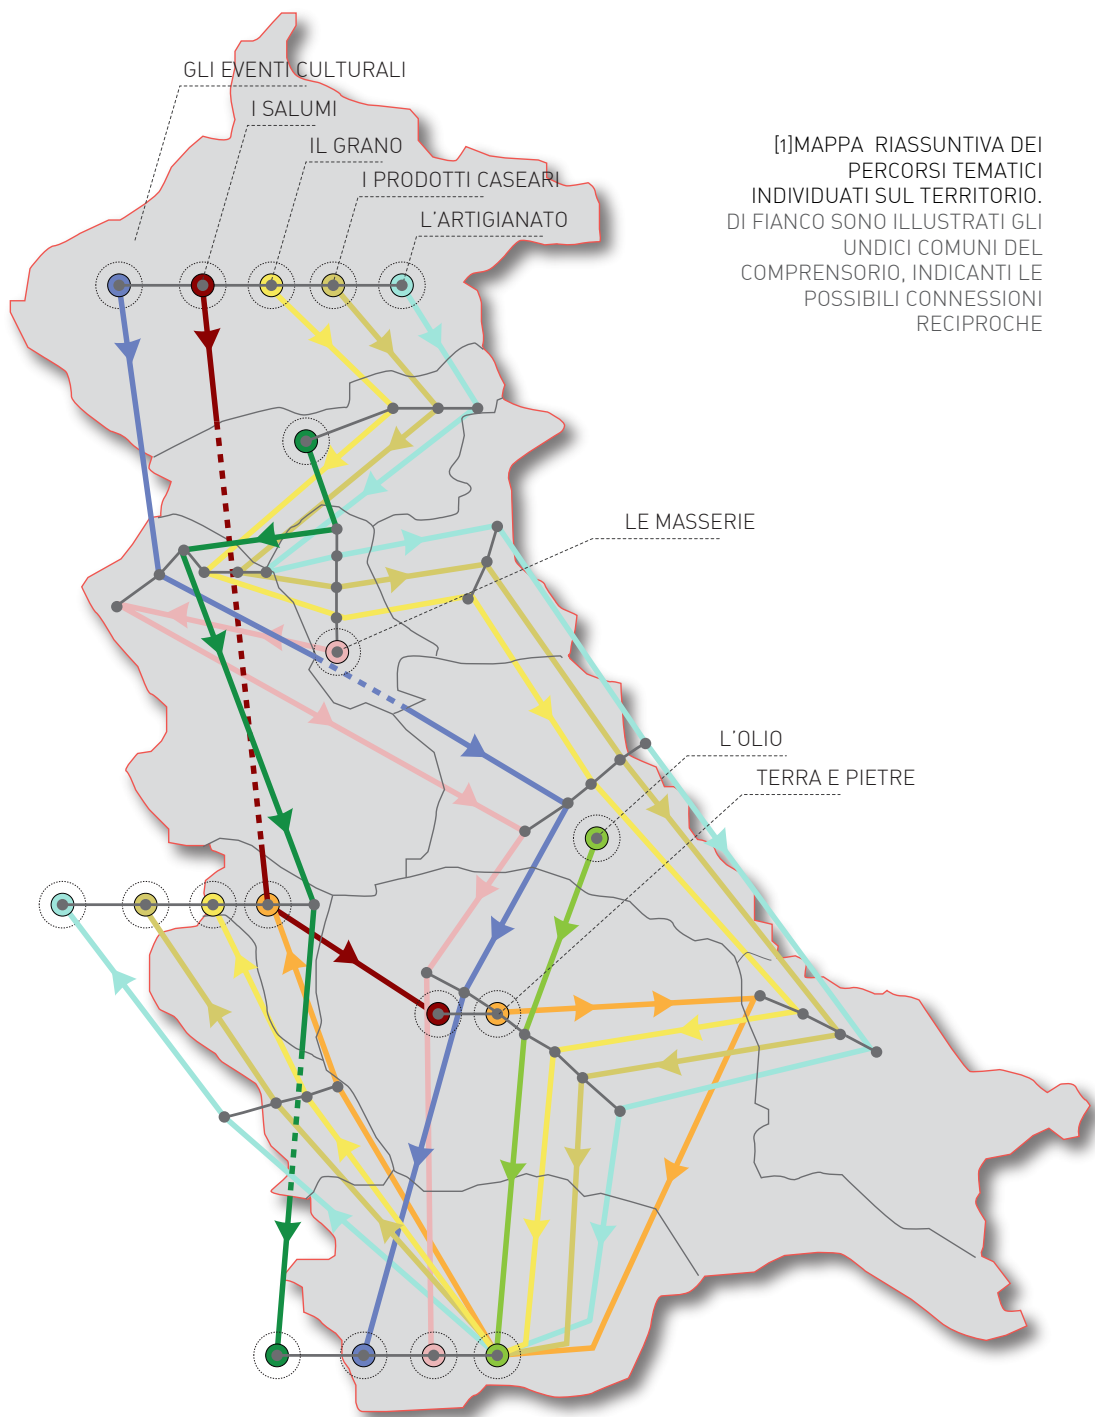 GLI EVENTI CULTURALI
I SALUMI
IL GRANO
I PRODOTTI CASEARI
L'ARTIGIANATO
[1]MAPPA RIASSUNTIVA DEI
PERCORSI TEMATICI
INDIVIDUATI SUL TERRITORIO.
DI FIANCO SONO ILLUSTRATI GLI
UNDICI COMUNI DEL
COMPRENSORIO, INDICANTI LE
POSSIBILI CONNESSIONI
RECIPROCHE
LE MASSERIE
L'OLIO
TERRA E PIETRE